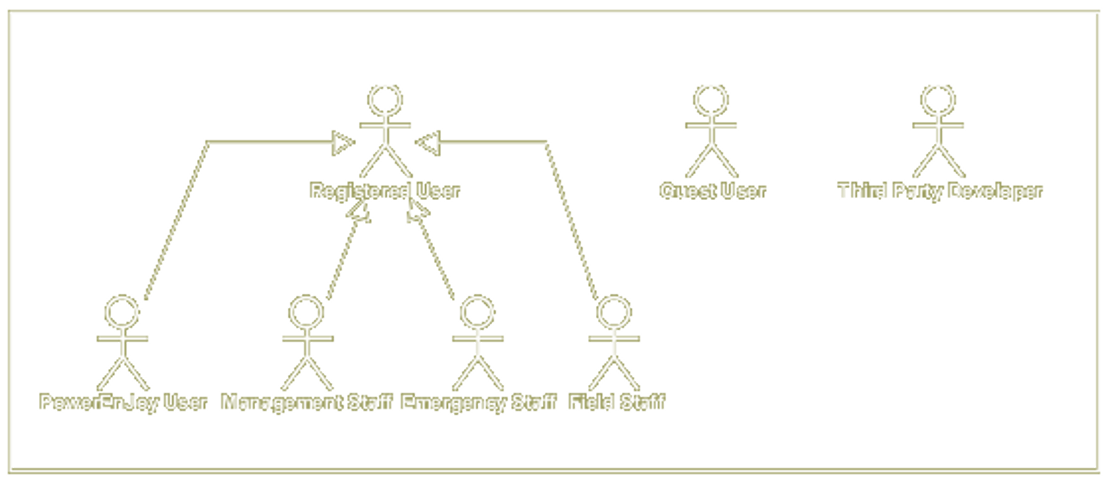 Registered User
Guest User
Third Party Developer
PowerEnJoy User
Management Staff
Emergency Staff
Field Staff